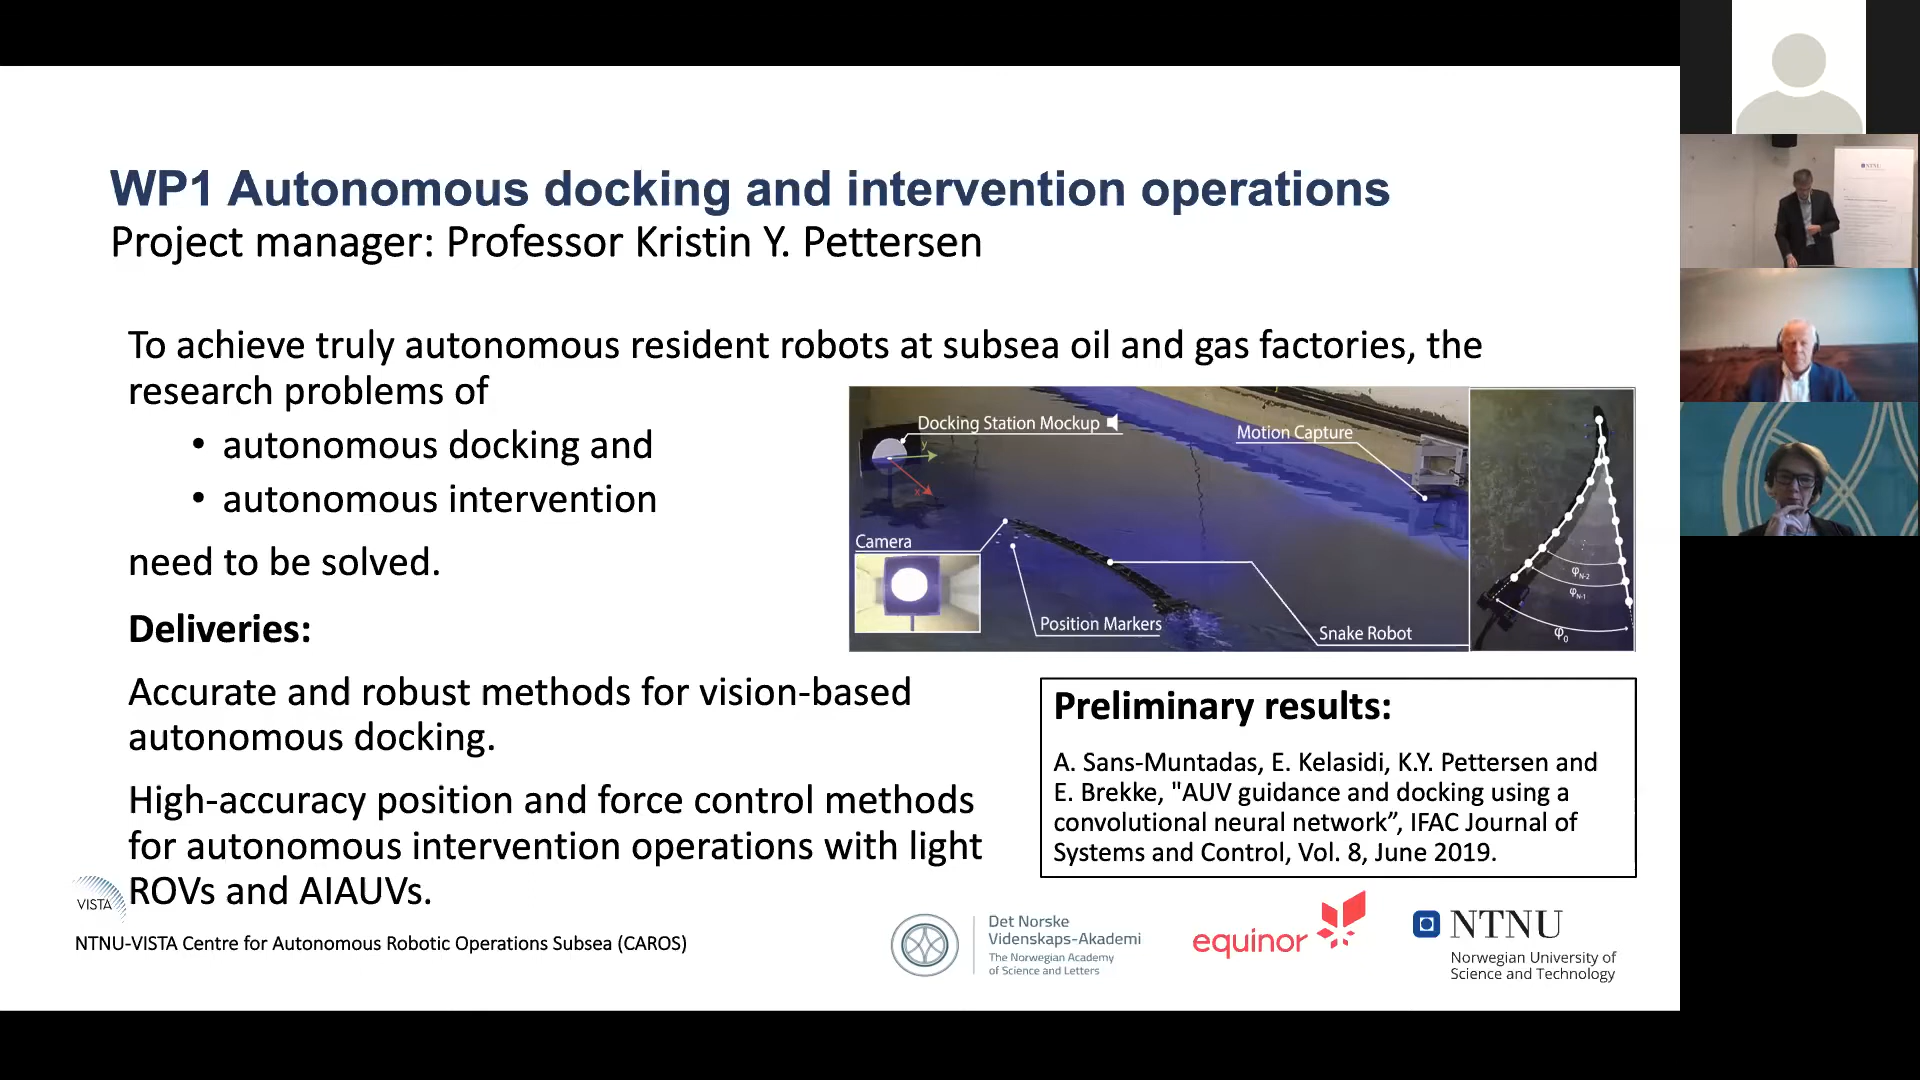 WP1 Autonomous docking and intervention operations
Project manager: Professor Kristin Y. Pettersen
To achieve truly autonomous resident robots at subsea oil and gas factories, the
research problems of
• autonomous docking and
• autonomous intervention
need to be solved.
Deliveries:
Accurate and robust methods for vision-based
autonomous docking.
High-accuracy position and force control methods
for autonomous intervention operations with light
ROVs and AIAUVs.
Docking Station Mockup
y
x
Motion Capture
Camera
Position Markers
Snake Robot
φN-2
φN-1
φ0
Preliminary results:
A. Sans-Muntadas, E. Kelasidi, K.Y. Pettersen and
E. Brekke, "AUV guidance and docking using a
convolutional neural network”, IFAC Journal of
Systems and Control, Vol. 8, June 2019.
VISTA
NTNU-VISTA Centre for Autonomous Robotic Operations Subsea (CAROS)
Det Norske
Videnskaps-Akademi
The Norwegian Academy
of Science and Letters
equinor
NTNU
Norwegian University of
Science and Technology
NTNU